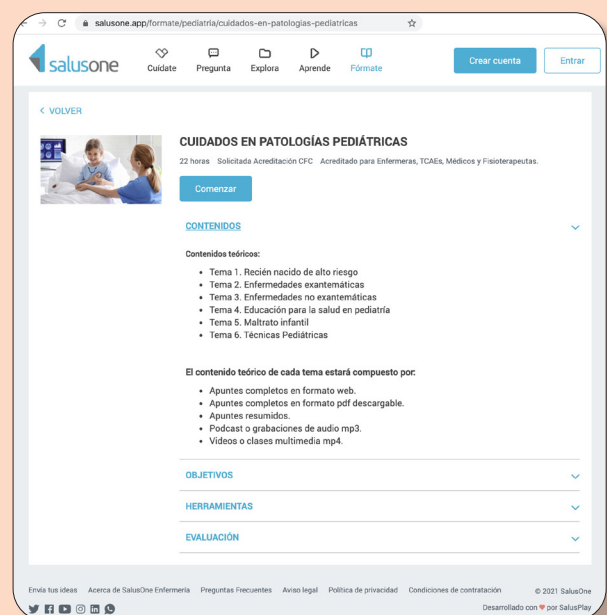 salusone.app/formate/pediatria/cuidados-en-patologias-pediatricas
salusone
Cuídate
Pregunta
Explora
Aprende
Fórmate
Crear cuenta
Entrar
< VOLVER
CUIDADOS EN PATOLOGÍAS PEDIÁTRICAS
22 horas Solicitada Acreditación CFC Acreditado para Enfermeras, TCAEs, Médicos y Fisioterapeutas.
Comenzar
CONTENIDOS
Contenidos teóricos:
• Tema 1. Recién nacido de alto riesgo
• Tema 2. Enfermedades exantemáticas
• Tema 3. Enfermedades no exantemáticas
• Tema 4. Educación para la salud en pediatría
• Tema 5. Maltrato infantil
• Tema 6. Técnicas Pediátricas
El contenido teórico de cada tema estará compuesto por:
• Apuntes completos en formato web.
• Apuntes completos en formato pdf descargable.
• Apuntes resumidos.
• Podcast o grabaciones de audio mp3.
• Videos o clases multimedia mp4.
OBJETIVOS
HERRAMIENTAS
EVALUACIÓN
Envía tus ideas Acerca de SalusOne Enfermería Preguntas Frecuentes Aviso legal Política de privacidad Condiciones de contratación © 2021 SalusOne
Desarrollado con ♥ por SalusPlay